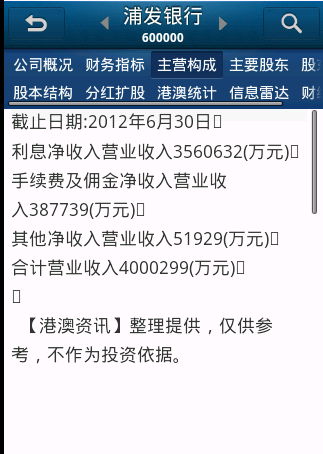 浦发银行
600000
公司概况 财务指标 主营构成 主要股东 股
股本结构 分红扩股 港澳统计 信息雷达 财
截止日期:2012年6月30日
利息净收入营业收入3560632(万元)
手续费及佣金净收入营业收
入387739(万元)
其他净收入营业收入51929(万元)
合计营业收入4000299(万元)
【港澳资讯】整理提供，仅供参
考，不作为投资依据。